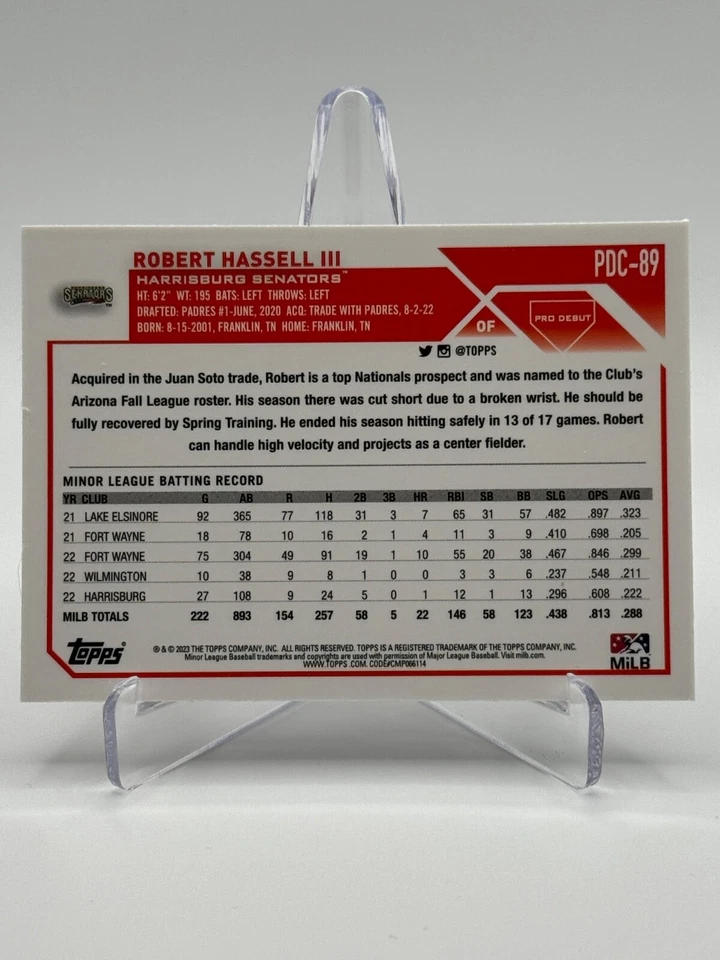 ROBERT HASSELL III
PDC-89
HARRISBURG SENATORS™
SENATORS
HT: 6'2" WT: 195 BATS: LEFT THROWS: LEFT
DRAFTED: PADRES #1-JUNE, 2020 ACQ: TRADE WITH PADRES, 8-2-22
BORN: 8-15-2001, FRANKLIN, TN HOME: FRANKLIN, TN
OF
PRO DEBUT
@TOPPS
Acquired in the Juan Soto trade, Robert is a top Nationals prospect and was named to the Club's
Arizona Fall League roster. His season there was cut short due to a broken wrist. He should be
fully recovered by Spring Training. He ended his season hitting safely in 13 of 17 games. Robert
can handle high velocity and projects as a center fielder.
MINOR LEAGUE BATTING RECORD
YR CLUB G AB R H 2B 3B HR RBI SB BB SLG OPS AVG
21 LAKE ELSINORE 92 365 77 118 31 3 7 65 31 57 .482 .897 .323
21 FORT WAYNE 18 78 10 16 2 1 4 11 3 9 .410 .698 .205
22 FORT WAYNE 75 304 49 91 19 1 10 55 20 38 .467 .846 .299
22 WILMINGTON 10 38 9 8 1 0 0 3 3 6 .237 .548 .211
22 HARRISBURG 27 108 9 24 5 0 1 12 1 13 .296 .608 .222
MILB TOTALS 222 893 154 257 58 5 22 146 58 123 .438 .813 .288
Topps
® & © 2023 THE TOPPS COMPANY, INC. ALL RIGHTS RESERVED. TOPPS IS A REGISTERED TRADEMARK OF THE TOPPS COMPANY, INC.
Minor League Baseball trademarks and copyrights are used with permission of Major League Baseball. Visit milb.com.
WWW.TOPPS .COM. CODE#CMP066114
MiLB